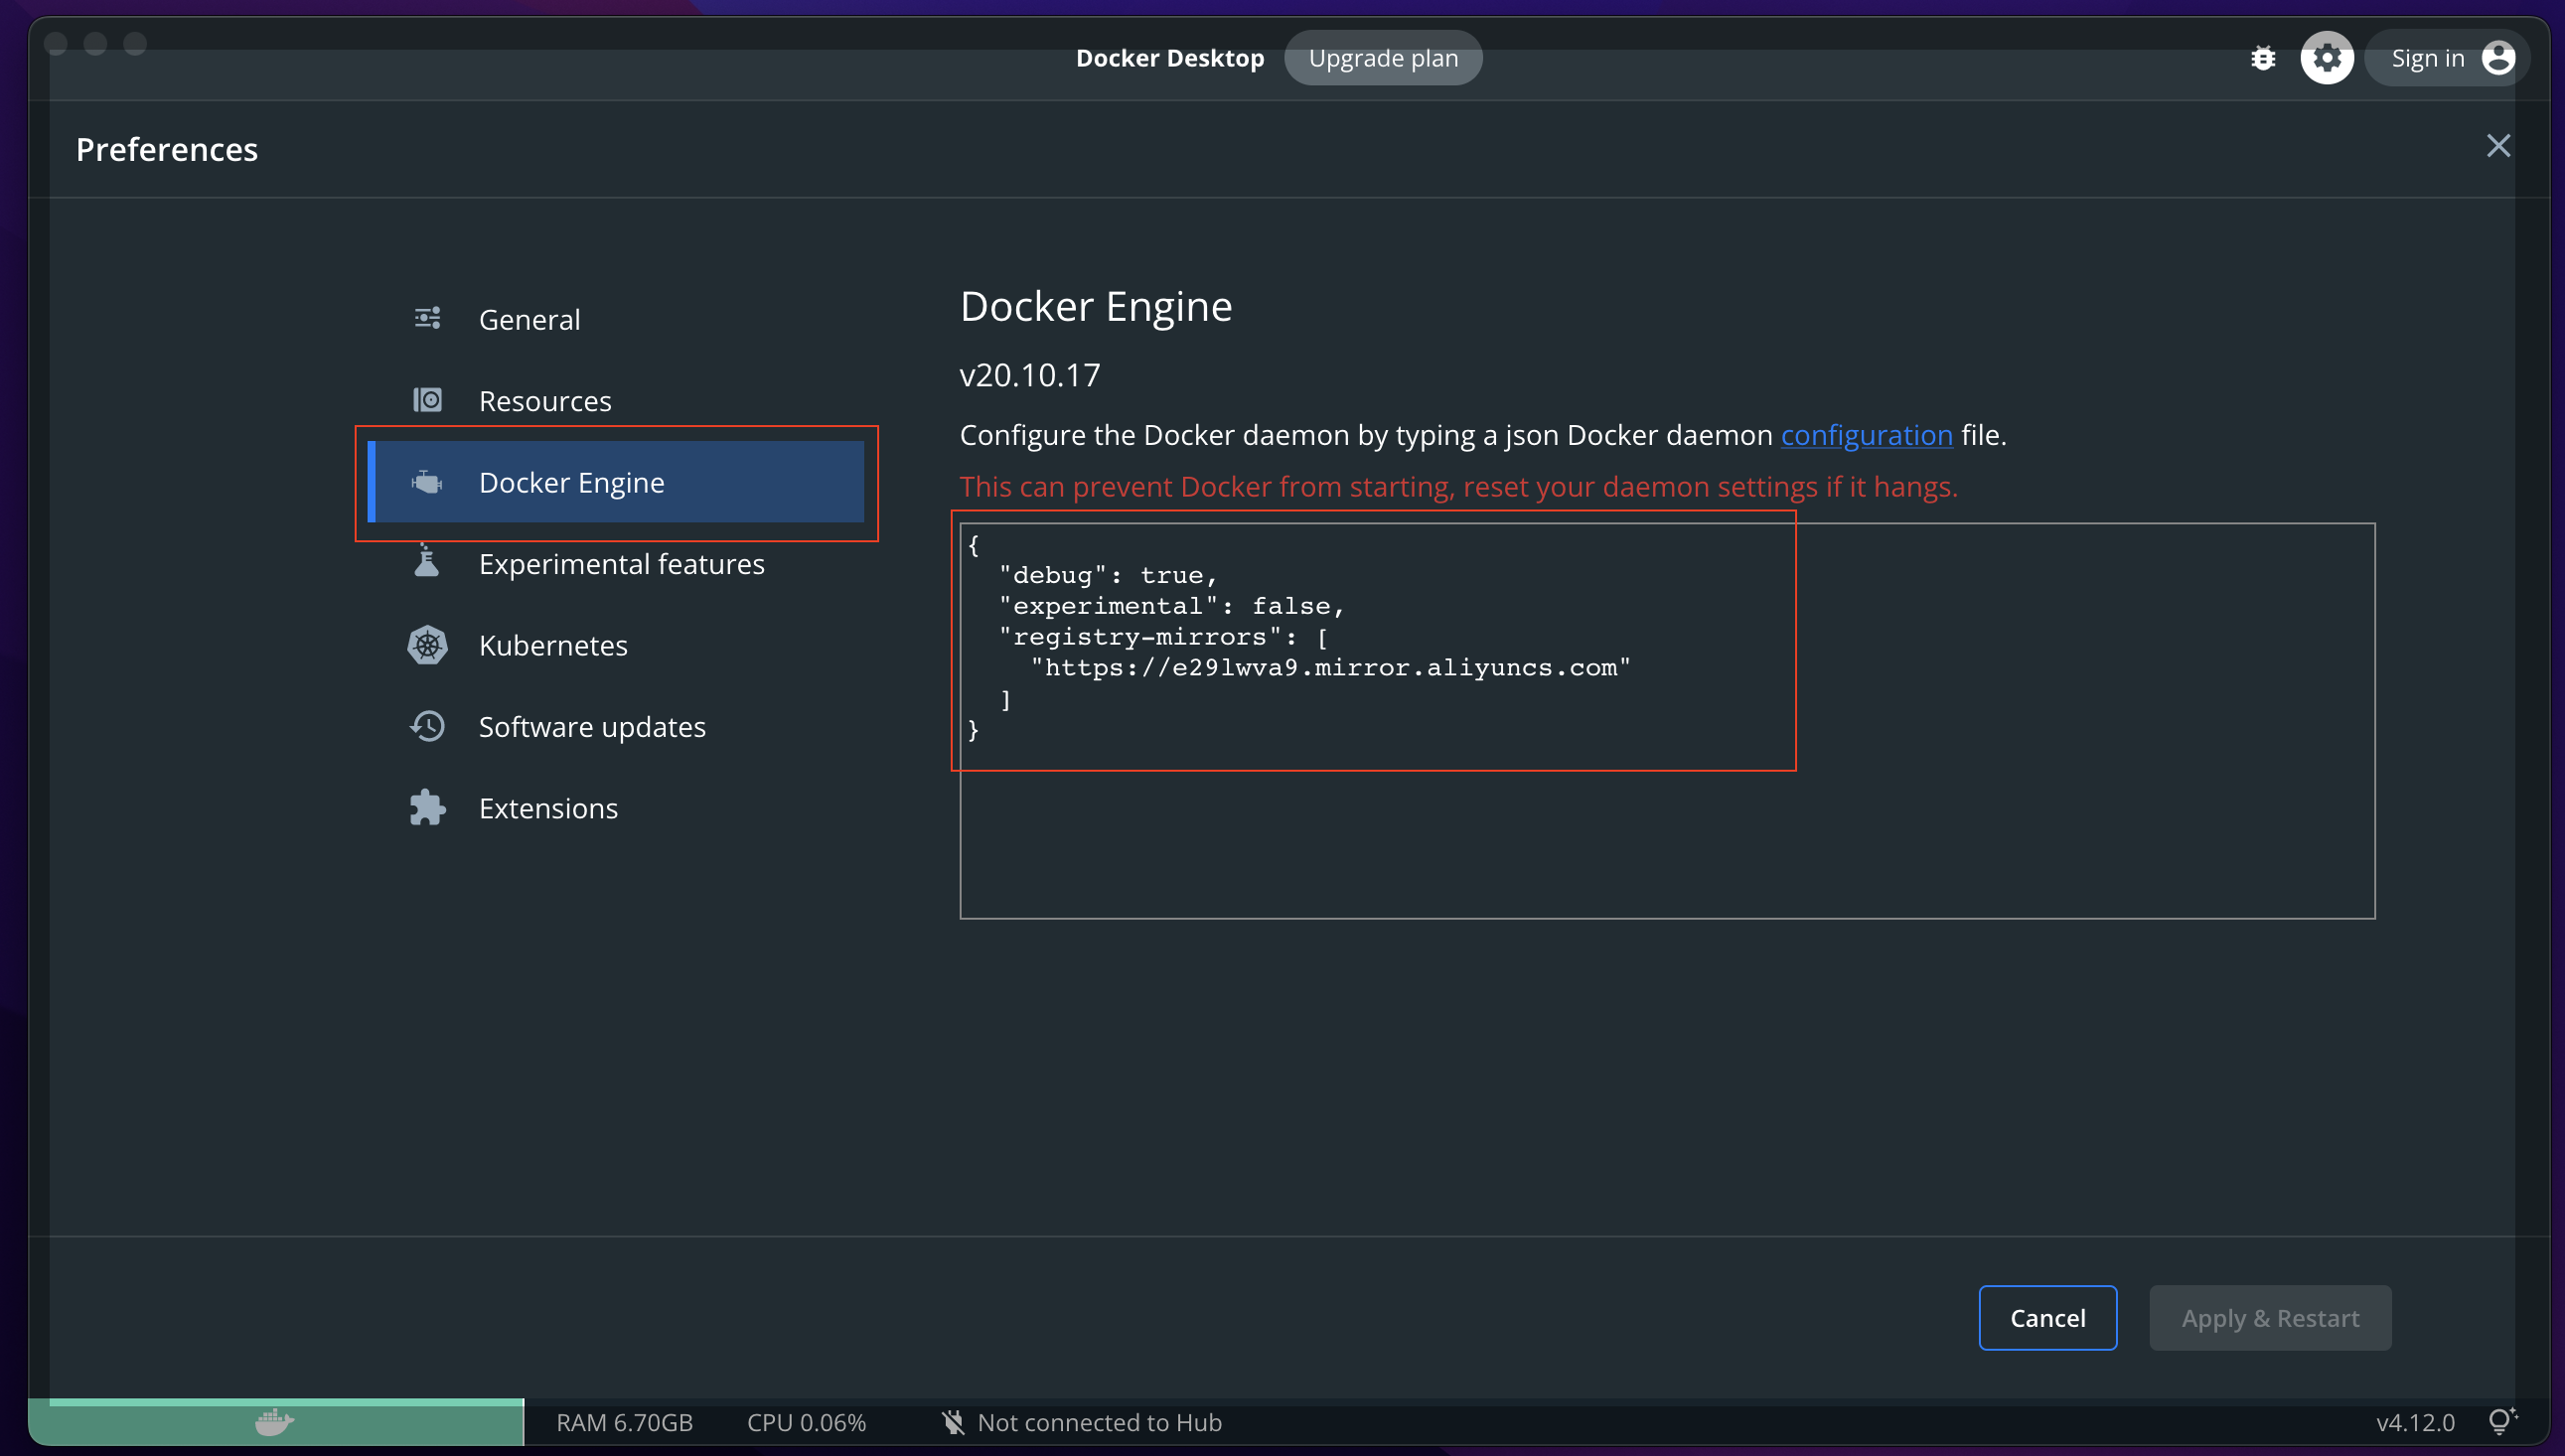 Docker Desktop
Upgrade plan
Sign in
Preferences
General
Resources
Docker Engine
Experimental features
Kubernetes
Software updates
Extensions
Docker Engine
v20.10.17
Configure the Docker daemon by typing a json Docker daemon configuration file.
This can prevent Docker from starting, reset your daemon settings if it hangs.
{
  "debug": true,
  "experimental": false,
  "registry-mirrors": [
    "https://e29lwva9.mirror.aliyuncs.com"
  ]
}
Cancel
Apply & Restart
RAM 6.70GB
CPU 0.06%
Not connected to Hub
v4.12.0